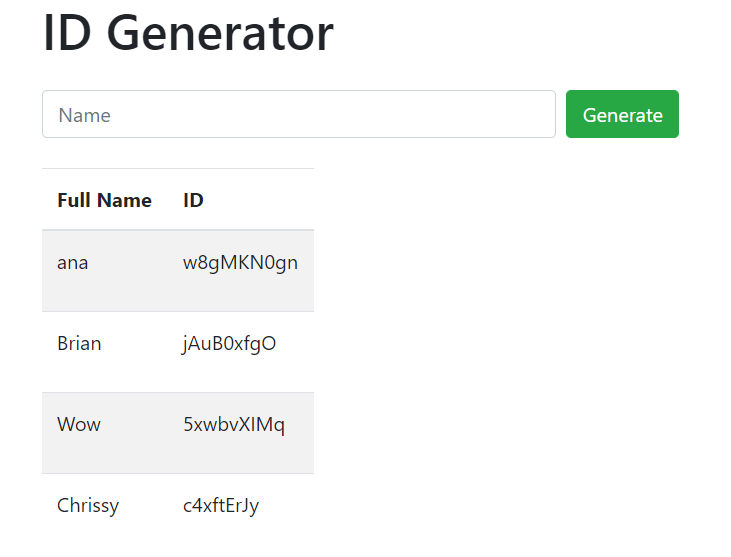 ID Generator
Name Generate
Full Name ID
ana w8gMKN0gn
Brian jAuB0xfgO
Wow 5xwbvXIMq
Chrissy c4xftErJy